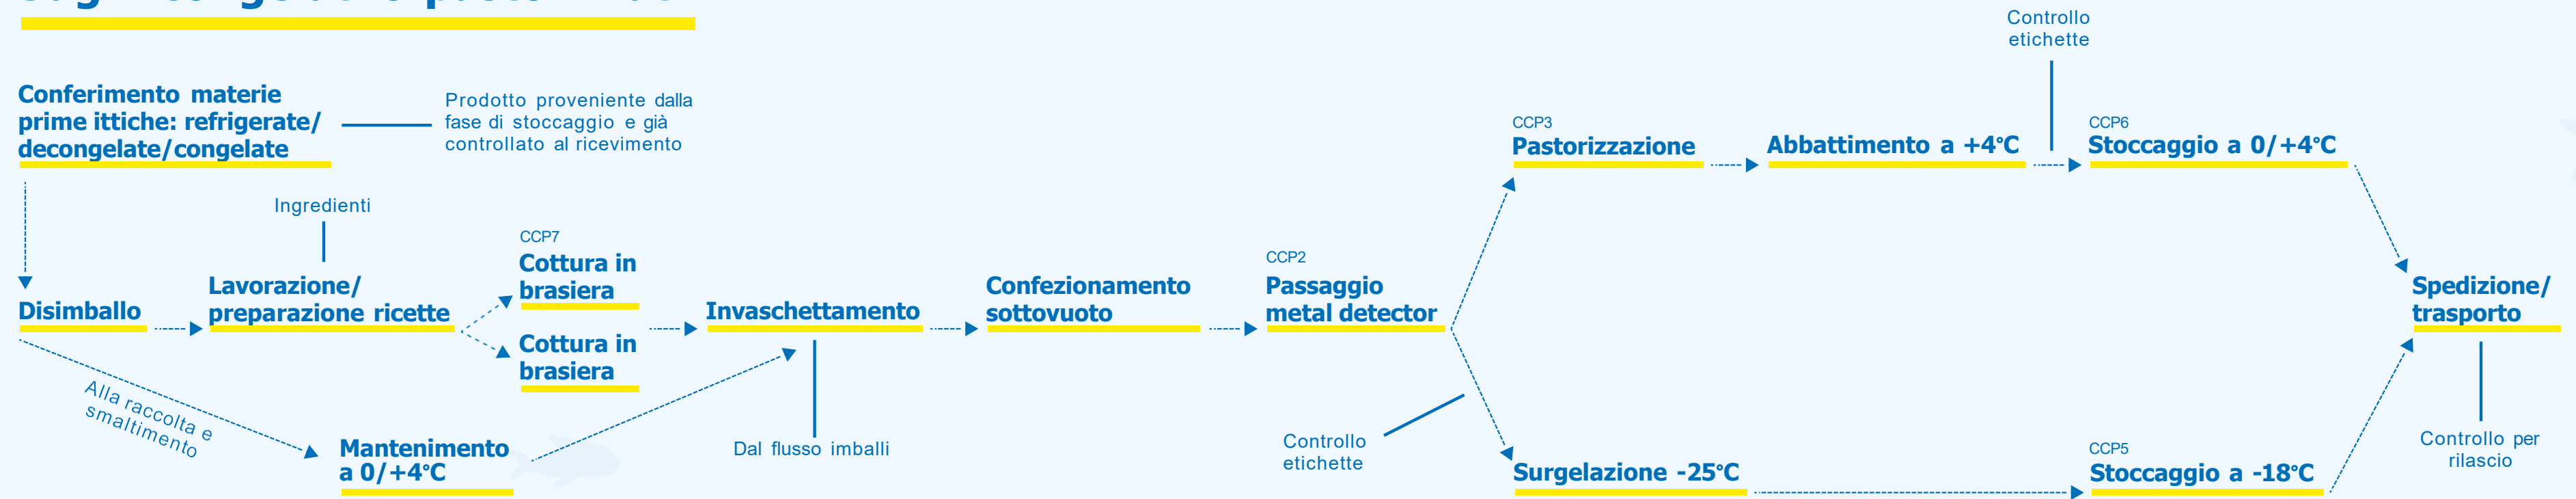 Conferimento materie
prime ittiche: refrigerate/
decongelate/congelate
Prodotto proveniente dalla
fase di stoccaggio e già
controllato al ricevimento
Controllo
etichette
CCP3
Pastorizzazione
Abbattimento a +4°C
CCP6
Stoccaggio a 0/+4°C
Ingredienti
Disimballo
Lavorazione/
preparazione ricette
CCP7
Cottura in
brasiera
Cottura in
brasiera
Invaschettamento
Confezionamento
sottovuoto
CCP2
Passaggio
metal detector
Spedizione/
trasporto
Alla raccolta e
smaltimento
Mantenimento
a 0/+4°C
Dal flusso imballi
Controllo
etichette
Surgelazione -25°C
CCP5
Stoccaggio a -18°C
Controllo per
rilascio